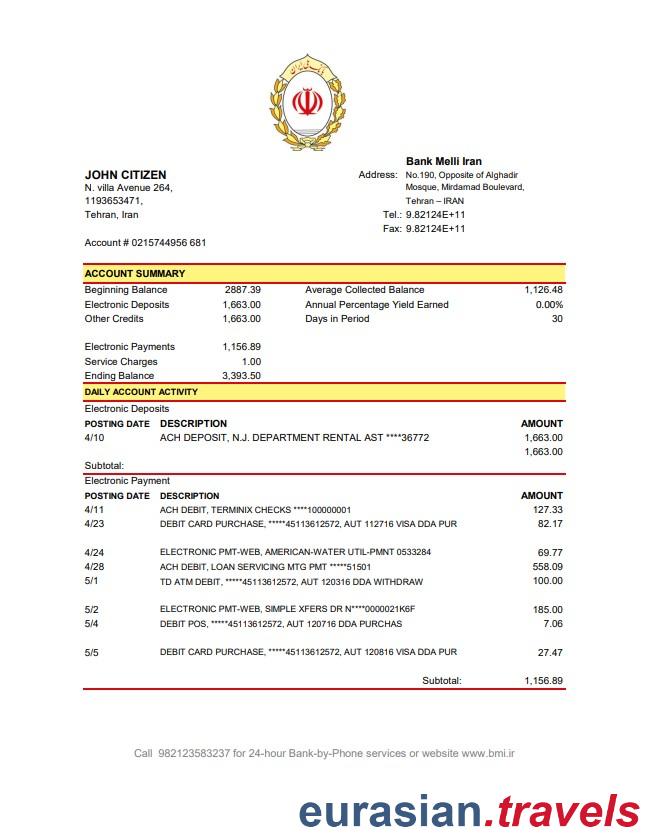 بانک ملی ایران
JOHN CITIZEN
N. villa Avenue 264,
1193653471,
Tehran, Iran
Account # 0215744956 681
Bank Melli Iran
Address: No.190, Opposite of Alghadir
Mosque, Mirdamad Boulevard,
Tehran – IRAN
Tel.: 9.82124E+11
Fax: 9.82124E+11
ACCOUNT SUMMARY
Beginning Balance 2887.39 Average Collected Balance 1,126.48
Electronic Deposits 1,663.00 Annual Percentage Yield Earned 0.00%
Other Credits 1,663.00 Days in Period 30
Electronic Payments 1,156.89
Service Charges 1.00
Ending Balance 3,393.50
DAILY ACCOUNT ACTIVITY
Electronic Deposits
POSTING DATE DESCRIPTION AMOUNT
4/10 ACH DEPOSIT, N.J. DEPARTMENT RENTAL AST ****36772 1,663.00
1,663.00
Subtotal:
Electronic Payment
POSTING DATE DESCRIPTION AMOUNT
4/11 ACH DEBIT, TERMINIX CHECKS ****100000001 127.33
4/23 DEBIT CARD PURCHASE, *****45113612572, AUT 112716 VISA DDA PUR 82.17
4/24 ELECTRONIC PMT-WEB, AMERICAN-WATER UTIL-PMNT 0533284 69.77
4/28 ACH DEBIT, LOAN SERVICING MTG PMT *****51501 558.09
5/1 TD ATM DEBIT, *****45113612572, AUT 120316 DDA WITHDRAW 100.00
5/2 ELECTRONIC PMT-WEB, SIMPLE XFERS DR N****0000021K6F 185.00
5/4 DEBIT POS, *****45113612572, AUT 120716 DDA PURCHAS 7.06
5/5 DEBIT CARD PURCHASE, *****45113612572, AUT 120816 VISA DDA PUR 27.47
Subtotal: 1,156.89
Call 982123583237 for 24-hour Bank-by-Phone services or website www.bmi.ir
eurasian.travels